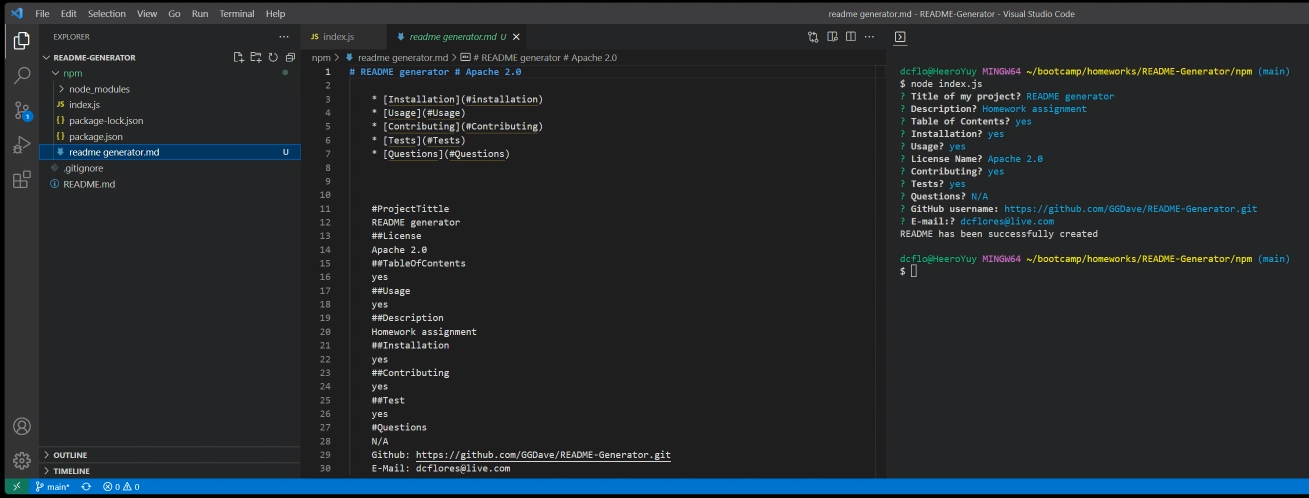 File Edit Selection View Go Run Terminal Help
readme generator.md - README-Generator - Visual Studio Code
EXPLORER
README-GENERATOR
npm
node_modules
JS index.js
{} package-lock.json
{} package.json
readme generator.md U
.gitignore
README.md
OUTLINE
TIMELINE
main* 0 0
1
JS index.js
readme generator.md U
npm > readme generator.md > # README generator # Apache 2.0
1 # README generator # Apache 2.0
2
3 * [Installation](#installation)
4 * [Usage](#Usage)
5 * [Contributing](#Contributing)
6 * [Tests](#Tests)
7 * [Questions](#Questions)
8
9
10
11 #ProjectTittle
12 README generator
13 ##License
14 Apache 2.0
15 ##TableOfContents
16 yes
17 ##Usage
18 yes
19 ##Description
20 Homework assignment
21 ##Installation
22 yes
23 ##Contributing
24 yes
25 ##Test
26 yes
27 #Questions
28 N/A
29 Github: https://github.com/GGDave/README-Generator.git
30 E-Mail: dcflores@live.com
dcflo@HeeroYuy MINGW64 ~/bootcamp/homeworks/README-Generator/npm (main)
$ node index.js
? Title of my project? README generator
? Description? Homework assignment
? Table of Contents? yes
? Installation? yes
? Usage? yes
? License Name? Apache 2.0
? Contributing? yes
? Tests? yes
? Questions? N/A
? GitHub username: https://github.com/GGDave/README-Generator.git
? E-mail:? dcflores@live.com
README has been successfully created
dcflo@HeeroYuy MINGW64 ~/bootcamp/homeworks/README-Generator/npm (main)
$